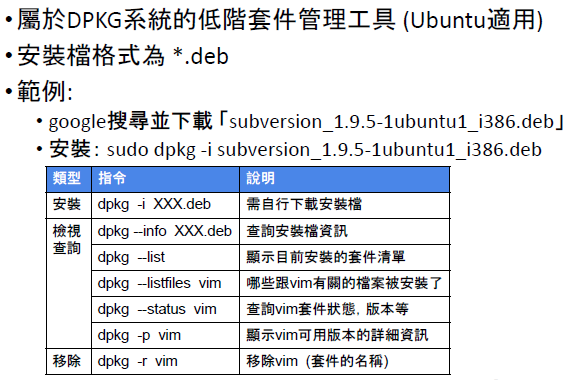 • 屬於DPKG系統的低階套件管理工具 (Ubuntu適用)
• 安裝檔格式為 *.deb
• 範例:
• google搜尋並下載「subversion_1.9.5-1ubuntu1_i386.deb」
• 安裝: sudo dpkg -i subversion_1.9.5-1ubuntu1_i386.deb
類型 指令 說明
安裝 dpkg -i XXX.deb 需自行下載安裝檔
檢視查詢 dpkg --info XXX.deb 查詢安裝檔資訊
dpkg --list 顯示目前安裝的套件清單
dpkg --listfiles vim 哪些跟vim有關的檔案被安裝了
dpkg --status vim 查詢vim套件狀態, 版本等
dpkg -p vim 顯示vim可用版本的詳細資訊
移除 dpkg -r vim 移除vim (套件的名稱)